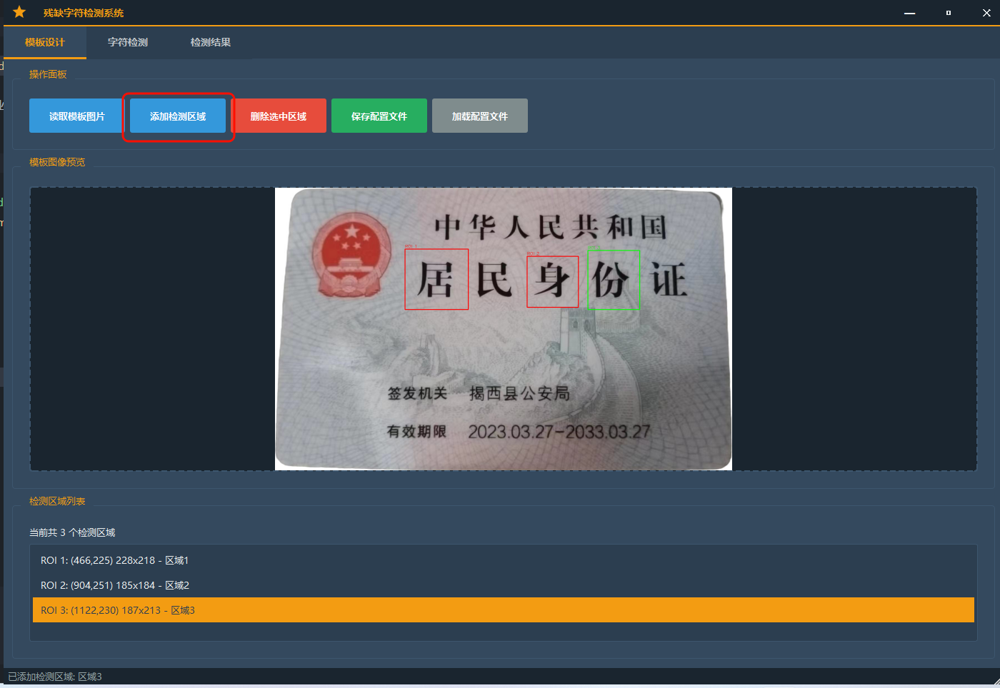 残缺字符检测系统
模板设计 字符检测 检测结果
操作面板
读取模板图片 添加检测区域 删除选中区域 保存配置文件 加载配置文件
模板图像预览
中华人民共和国
ROI 1
ROI 2
居民身份证
签发机关 揭西县公安局
有效期限 2023.03.27-2033.03.27
检测区域列表
当前共 3 个检测区域
ROI 1: (466,225) 228x218 - 区域1
ROI 2: (904,251) 185x184 - 区域2
ROI 3: (1122,230) 187x213 - 区域3
已添加检测区域: 区域3